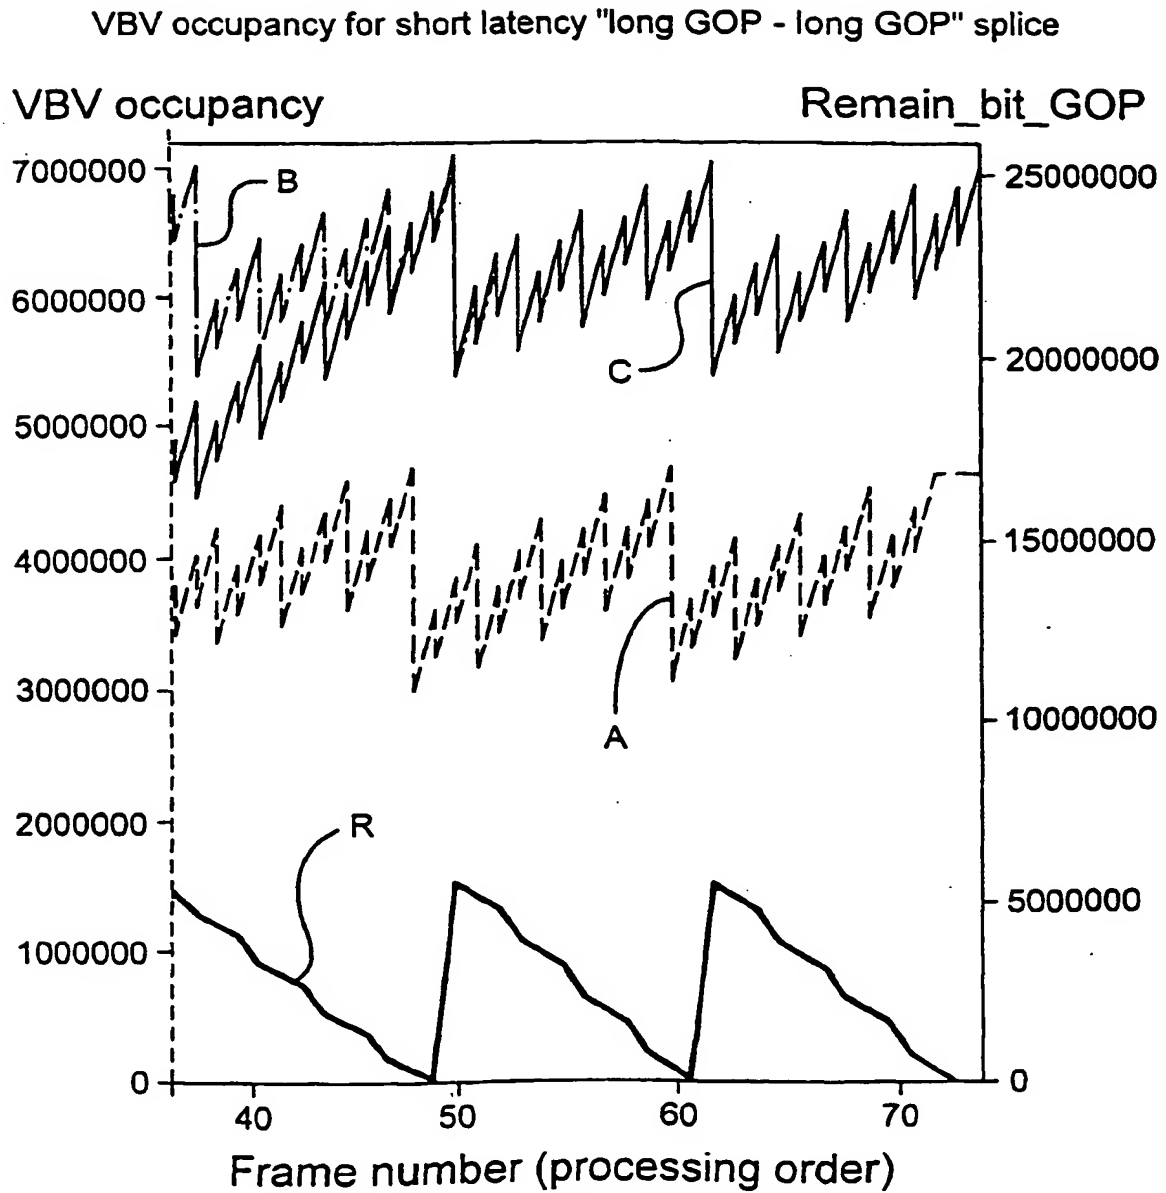 VBV occupancy for short latency "long GOP - long GOP" splice
VBV occupancy
Remain_bit_GOP
7000000
6000000
5000000
4000000
3000000
2000000
1000000
0
B
C
A
R
25000000
20000000
15000000
10000000
5000000
0
40
50
60
70
Frame number (processing order)